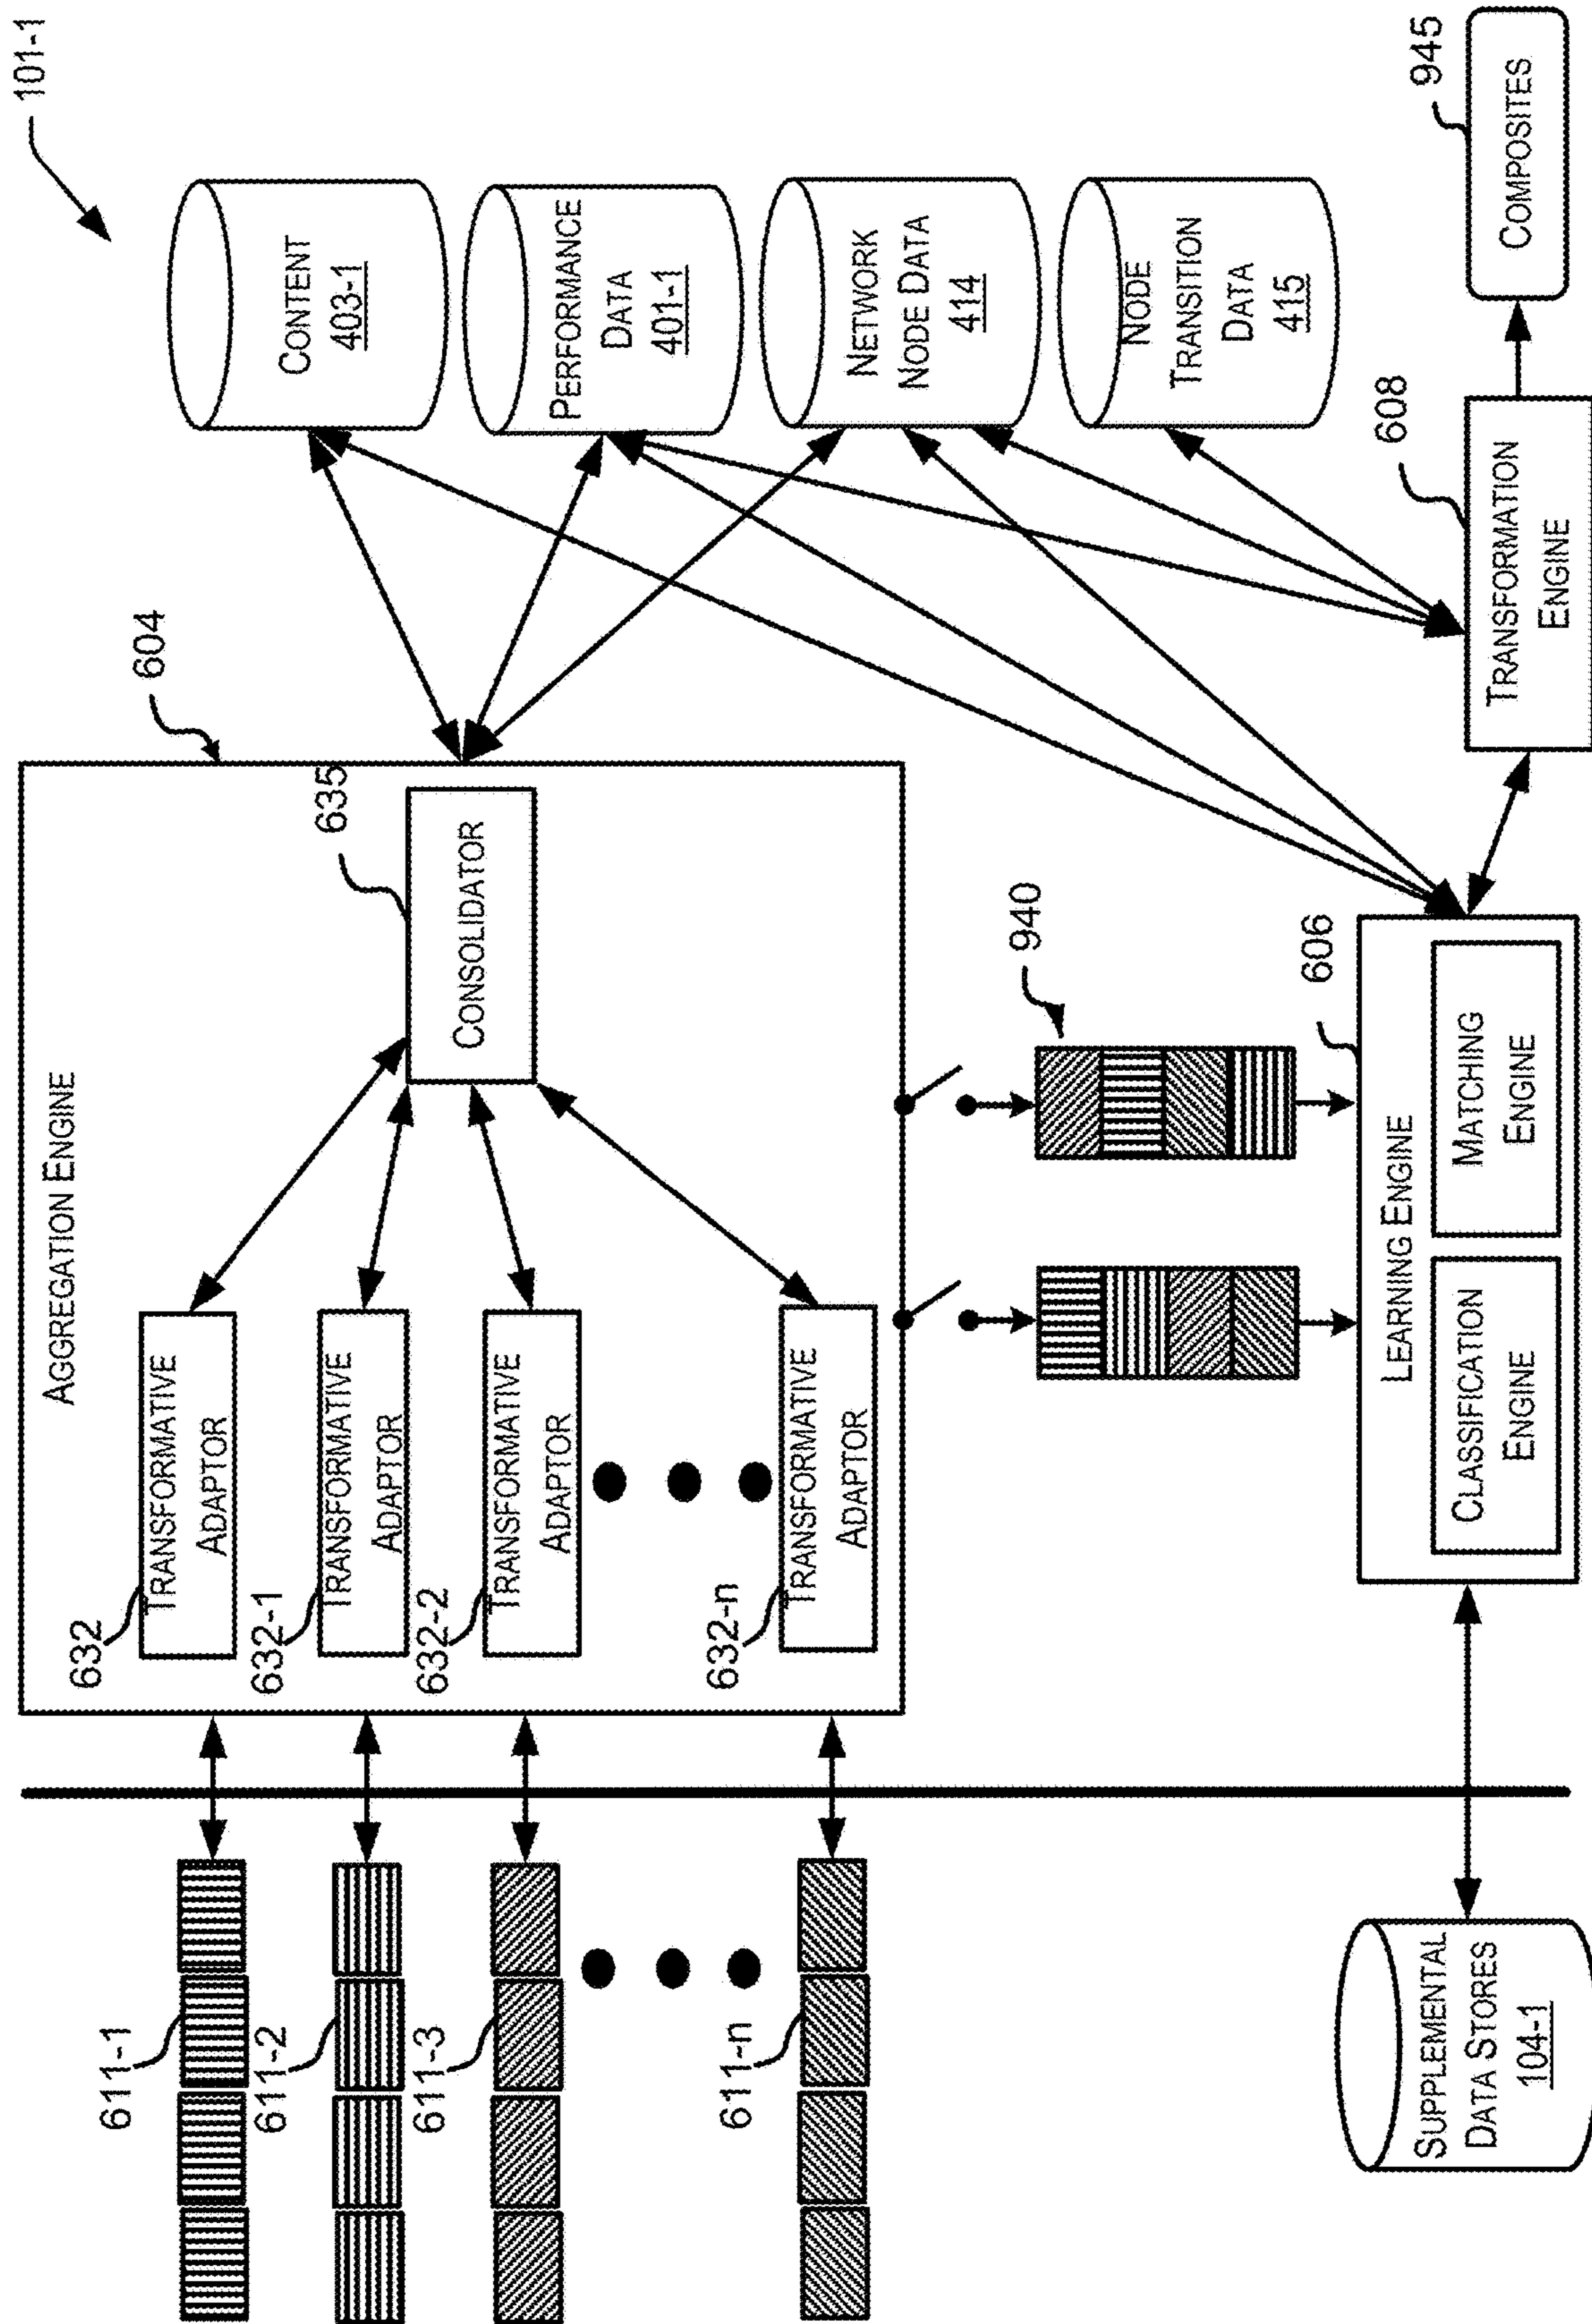 101-1
AGGREGATION ENGINE
604
632
TRANSFORMATIVE
ADAPTOR
632-1
TRANSFORMATIVE
ADAPTOR
632-2
TRANSFORMATIVE
ADAPTOR
632-n
TRANSFORMATIVE
ADAPTOR
635
CONSOLIDATOR
611-1
611-2
611-3
611-n
CONTENT
403-1
PERFORMANCE
DATA
401-1
NETWORK
NODE DATA
414
NODE
TRANSITION
DATA
415
940
606
LEARNING ENGINE
CLASSIFICATION
ENGINE
MATCHING
ENGINE
608
TRANSFORMATION
ENGINE
945
COMPOSITES
SUPPLEMENTAL
DATA STORES
104-1